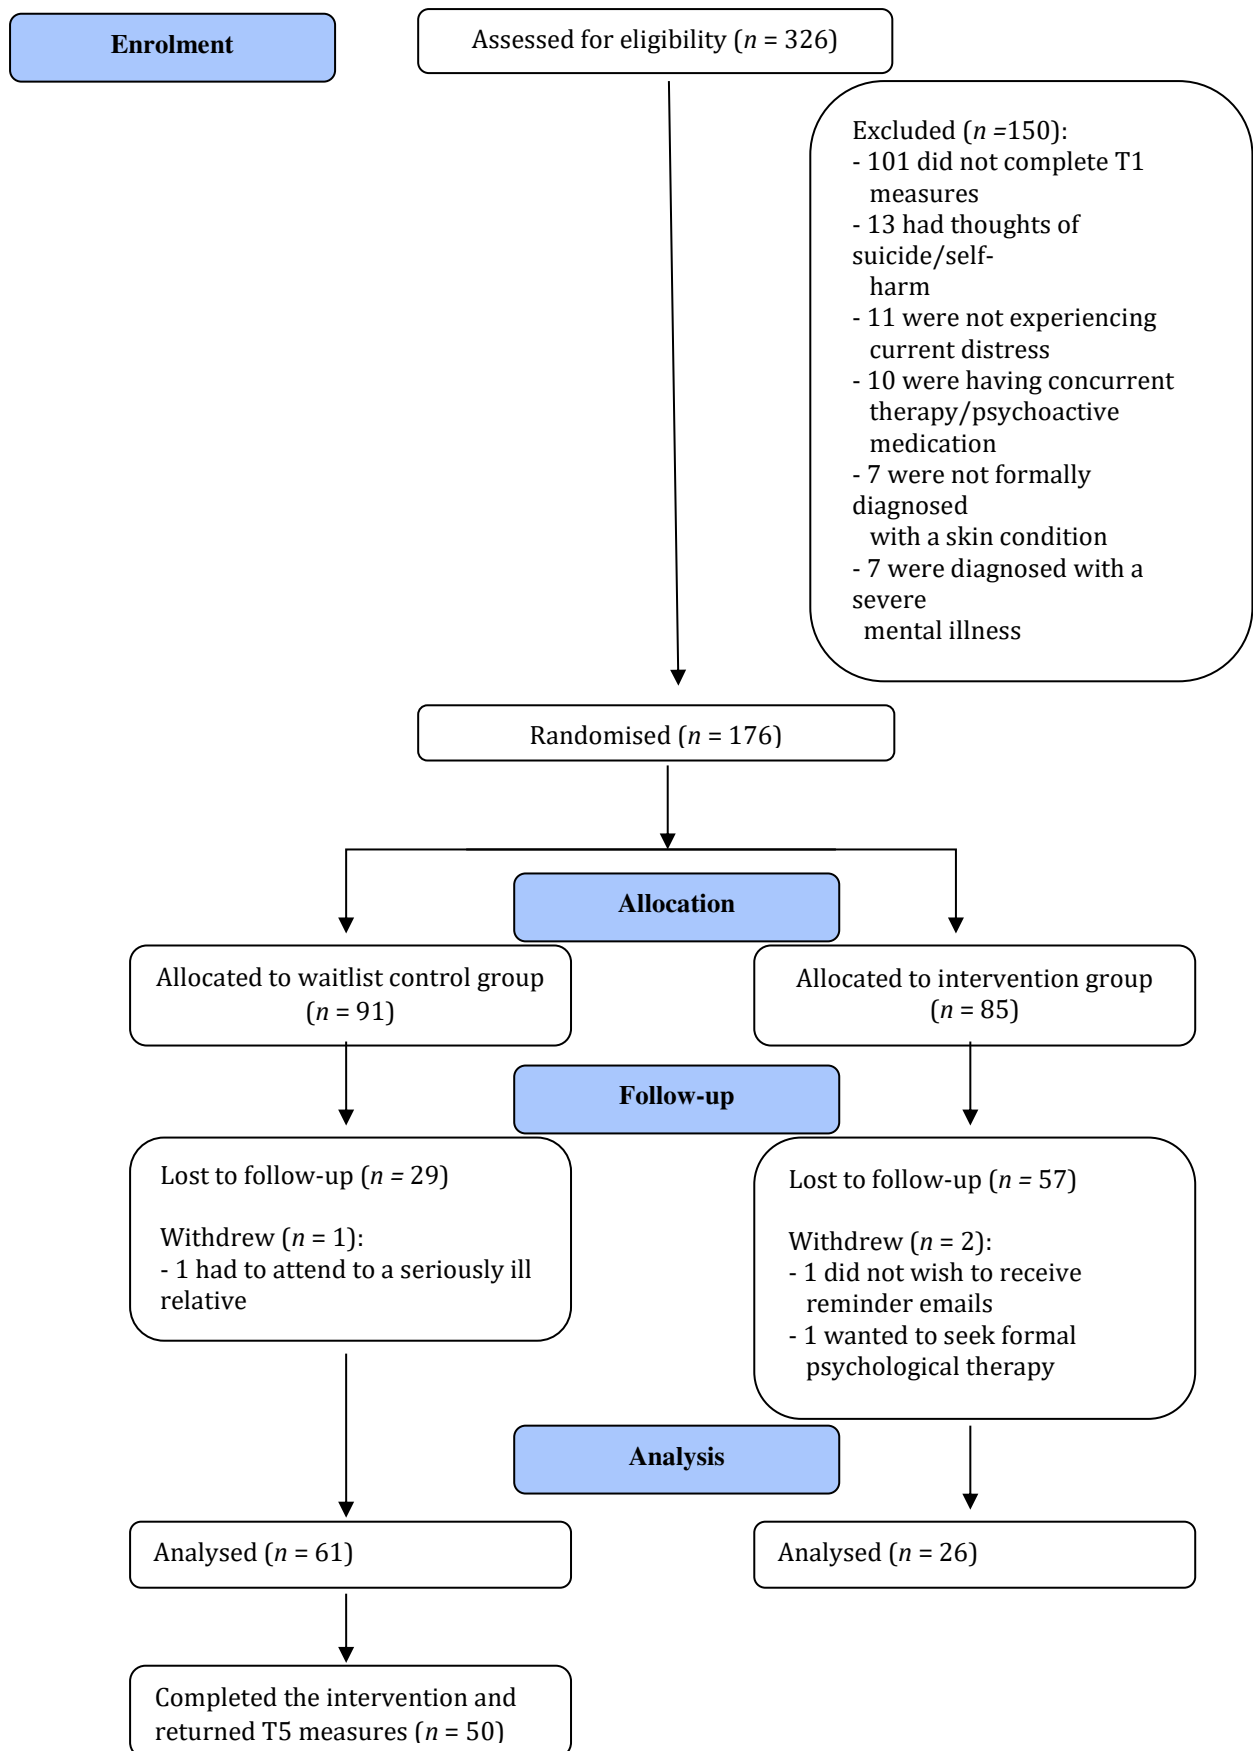 Enrolment
Assessed for eligibility (n = 326)
Excluded (n =150):
- 101 did not complete T1
measures
- 13 had thoughts of
suicide/self-
harm
- 11 were not experiencing
current distress
- 10 were having concurrent
therapy/psychoactive
medication
- 7 were not formally
diagnosed
with a skin condition
- 7 were diagnosed with a
severe
mental illness
Randomised (n = 176)
Allocation
Allocated to waitlist control group
(n = 91)
Allocated to intervention group
(n = 85)
Follow-up
Lost to follow-up (n = 29)
Withdrew (n = 1):
- 1 had to attend to a seriously ill
relative
Lost to follow-up (n = 57)
Withdrew (n = 2):
- 1 did not wish to receive
reminder emails
- 1 wanted to seek formal
psychological therapy
Analysis
Analysed (n = 61)
Analysed (n = 26)
Completed the intervention and
returned T5 measures (n = 50)